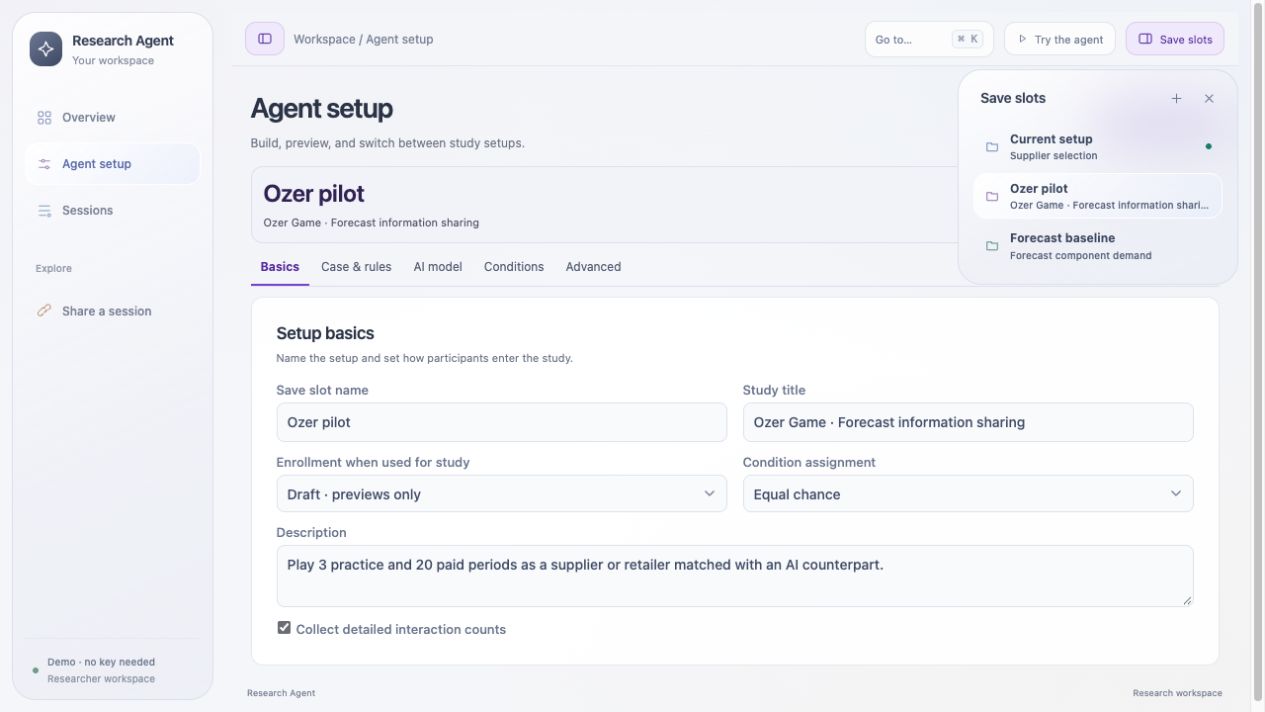 Research Agent
Your workspace
Overview
Agent setup
Sessions
Explore
Share a session
Demo · no key needed
Researcher workspace
Workspace / Agent setup
Go to...
⌘ K
Try the agent
Save slots
Agent setup
Build, preview, and switch between study setups.
Ozer pilot
Ozer Game · Forecast information sharing
Save slots
Current setup
Supplier selection
Ozer pilot
Ozer Game · Forecast information shari...
Forecast baseline
Forecast component demand
Basics
Case & rules
AI model
Conditions
Advanced
Setup basics
Name the setup and set how participants enter the study.
Save slot name
Study title
Ozer pilot
Ozer Game · Forecast information sharing
Enrollment when used for study
Condition assignment
Draft · previews only
Equal chance
Description
Play 3 practice and 20 paid periods as a supplier or retailer matched with an AI counterpart.
Collect detailed interaction counts
Research Agent
Research workspace